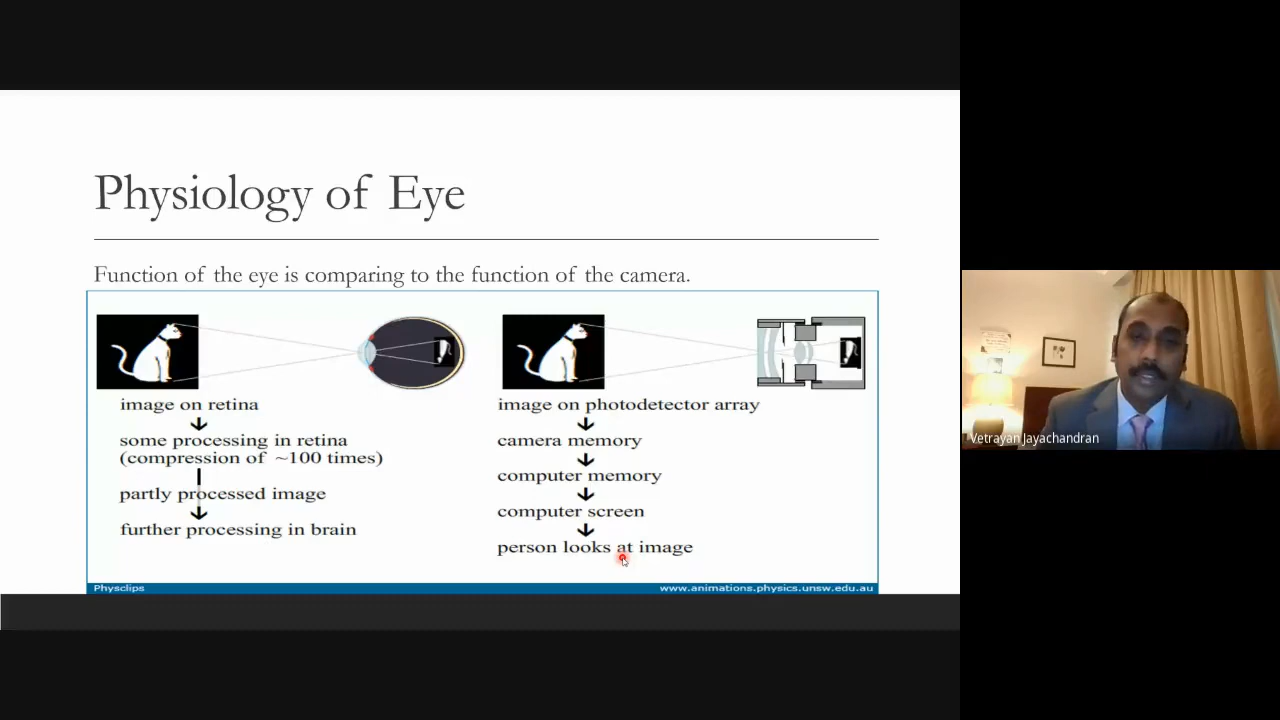 Physiology of Eye
Function of the eye is comparing to the function of the camera.
image on retina
some processing in retina
(compression of ~100 times)
partly processed image
further processing in brain
image on photodetector array
camera memory
computer memory
computer screen
person looks at image
Physclips
www.animations.physics.unsw.edu.au
Vetrayan Jayachandran